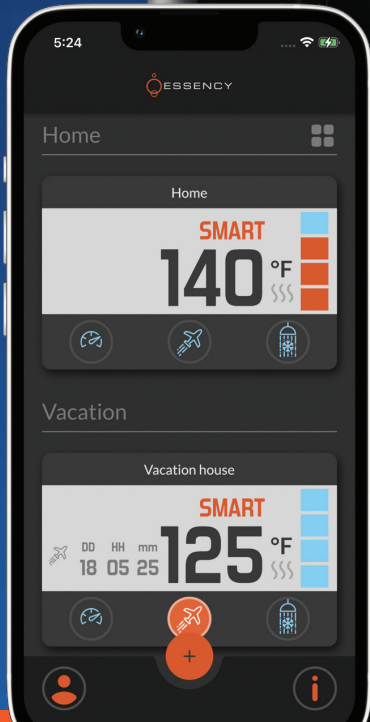 5:24
ESSENCY
Home
Home
SMART
140 °F
Vacation
Vacation house
SMART
DD HH mm
18 05 25
125 °F
+
i